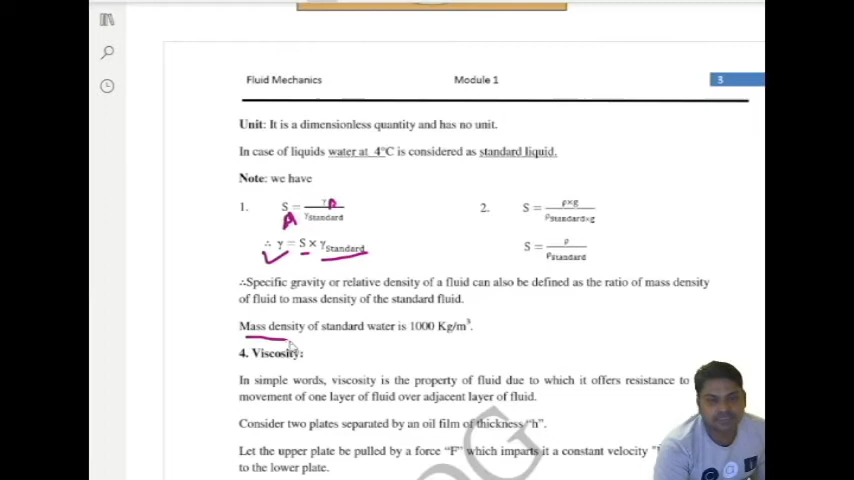 Fluid Mechanics Module 1 3
Unit: It is a dimensionless quantity and has no unit.
In case of liquids water at 4°C is considered as standard liquid.
Note: we have
1. S = γ / γStandard 2. S = ρ×g / ρStandard×g
∴ γ = S × γStandard S = ρ / ρStandard
∴Specific gravity or relative density of a fluid can also be defined as the ratio of mass density
of fluid to mass density of the standard fluid.
Mass density of standard water is 1000 Kg/m³.
4. Viscosity:
In simple words, viscosity is the property of fluid due to which it offers resistance to
movement of one layer of fluid over adjacent layer of fluid.
Consider two plates separated by an oil film of thickness “h”.
Let the upper plate be pulled by a force “F” which imparts it a constant velocity
to the lower plate.